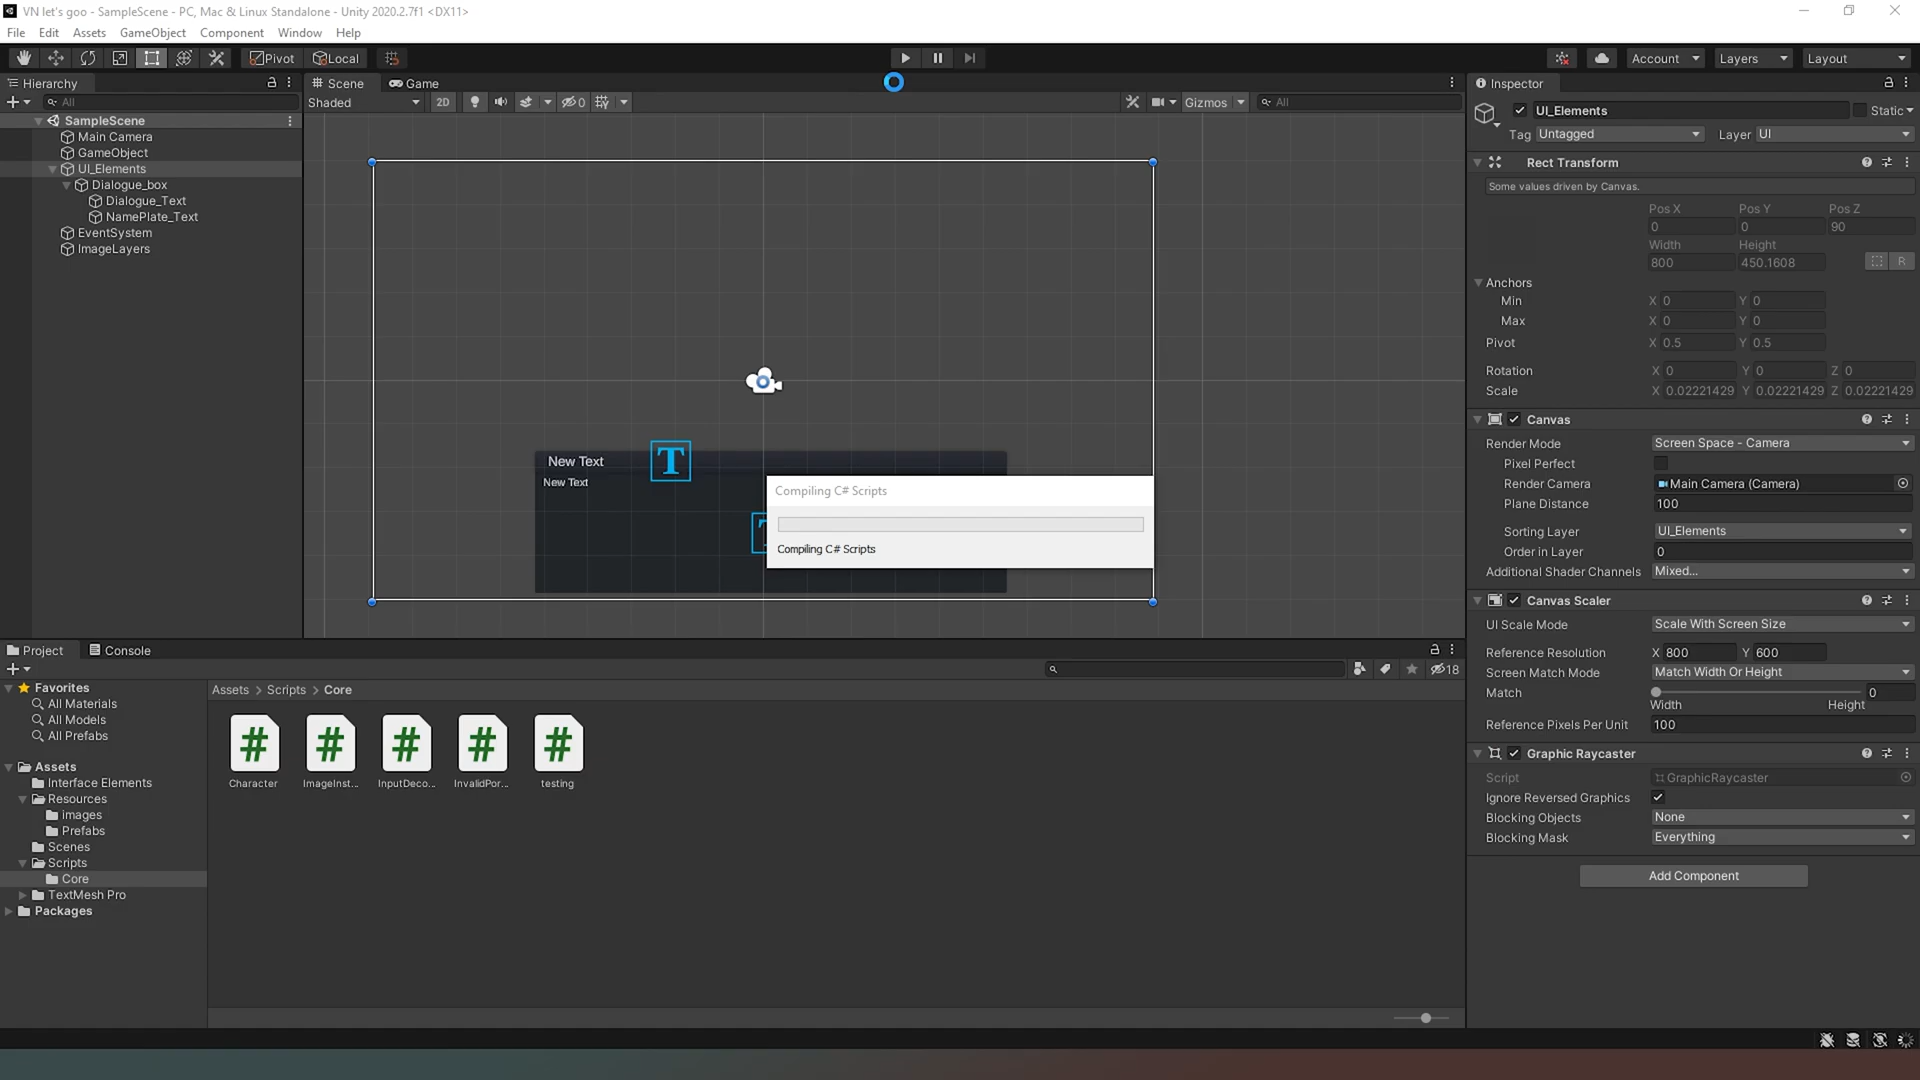 VN let's goo - SampleScene - PC, Mac & Linux Standalone - Unity 2020.2.7f1 <DX11>
File Edit Assets GameObject Component Window Help
Pivot Local Account Layers Layout
Hierarchy
All
SampleScene
Main Camera
GameObject
UI_Elements
Dialogue_box
Dialogue_Text
NamePlate_Text
EventSystem
ImageLayers
Scene Game
Shaded 2D 0 Gizmos All
New Text
New Text
Compiling C# Scripts
Compiling C# Scripts
Inspector
UI_Elements Static
Tag Untagged Layer UI
Rect Transform
Some values driven by Canvas.
Pos X Pos Y Pos Z
0 0 90
Width Height
800 450.1608 R
Anchors
Min X 0 Y 0
Max X 0 Y 0
Pivot X 0.5 Y 0.5
Rotation X 0 Y 0 Z 0
Scale X 0.02221429 Y 0.02221429 Z 0.02221429
Canvas
Render Mode Screen Space - Camera
Pixel Perfect
Render Camera Main Camera (Camera)
Plane Distance 100
Sorting Layer UI_Elements
Order in Layer 0
Additional Shader Channels Mixed...
Canvas Scaler
UI Scale Mode Scale With Screen Size
Reference Resolution X 800 Y 600
Screen Match Mode Match Width Or Height
Match 0
Width Height
Reference Pixels Per Unit 100
Graphic Raycaster
Script GraphicRaycaster
Ignore Reversed Graphics
Blocking Objects None
Blocking Mask Everything
Add Component
Project Console
18
Favorites
All Materials
All Models
All Prefabs
Assets
Interface Elements
Resources
images
Prefabs
Scenes
Scripts
Core
TextMesh Pro
Packages
Assets > Scripts > Core
Character ImageInst... InputDeco... InvalidPor... testing